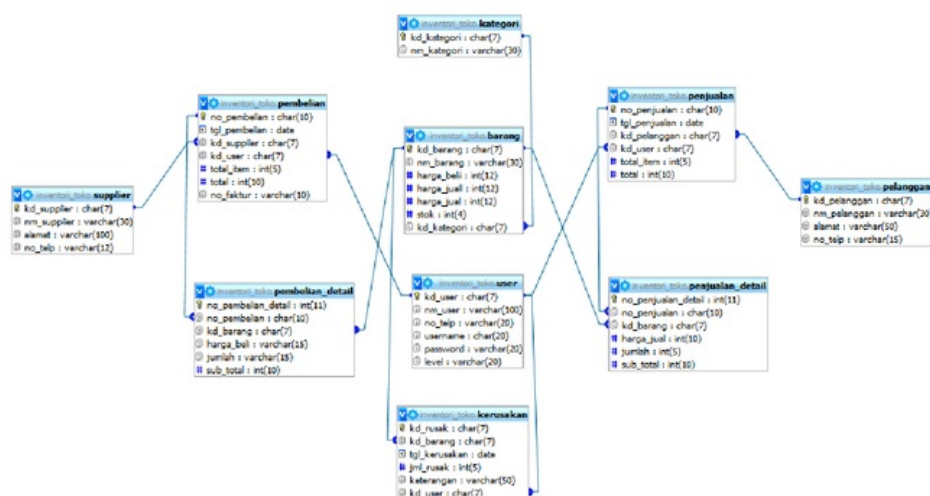 inventori_toko.kategori
kd_kategori : char(7)
nm_kategori : varchar(30)
inventori_toko.pembelian
no_pembelian : char(10)
tgl_pembelian : date
kd_supplier : char(7)
kd_user : char(7)
total_item : int(5)
total : int(10)
no_faktur : varchar(10)
inventori_toko.penjualan
no_penjualan : char(10)
tgl_penjualan : date
kd_pelanggan : char(7)
kd_user : char(7)
total_item : int(5)
total : int(10)
inventori_toko.barang
kd_barang : char(7)
nm_barang : varchar(30)
harga_beli : int(12)
harga_jual : int(12)
harga_jual : int(12)
stok : int(4)
kd_kategori : char(7)
inventori_toko.supplier
kd_supplier : char(7)
nm_supplier : varchar(30)
alamat : varchar(100)
no_telp : varchar(12)
inventori_toko.pelanggan
kd_pelanggan : char(7)
nm_pelanggan : varchar(30)
alamat : varchar(50)
no_telp : varchar(15)
inventori_toko.pembelian_detail
no_pembelian_detail : int(11)
no_pembelian : char(10)
kd_barang : char(7)
harga_beli : varchar(15)
jumlah : varchar(15)
sub_total : int(10)
inventori_toko.user
kd_user : char(7)
nm_user : varchar(100)
no_telp : varchar(20)
username : char(20)
password : varchar(20)
level : varchar(20)
inventori_toko.penjualan_detail
no_penjualan_detail : int(11)
no_penjualan : char(10)
kd_barang : char(7)
harga_jual : int(10)
jumlah : int(5)
sub_total : int(10)
inventori_toko.kerusakan
kd_rusak : char(7)
kd_barang : char(7)
tgl_kerusakan : date
jml_rusak : int(5)
keterangan : varchar(50)
kd_user : char(7)